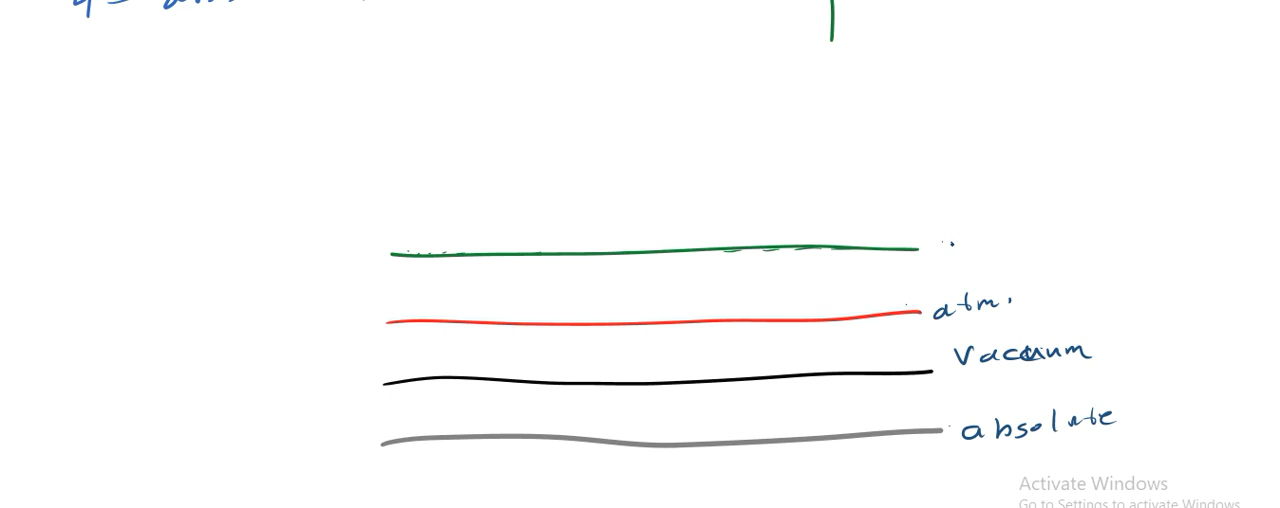 atm.
Vacuum
absolute
Activate Windows
Go to Settings to activate Windows.